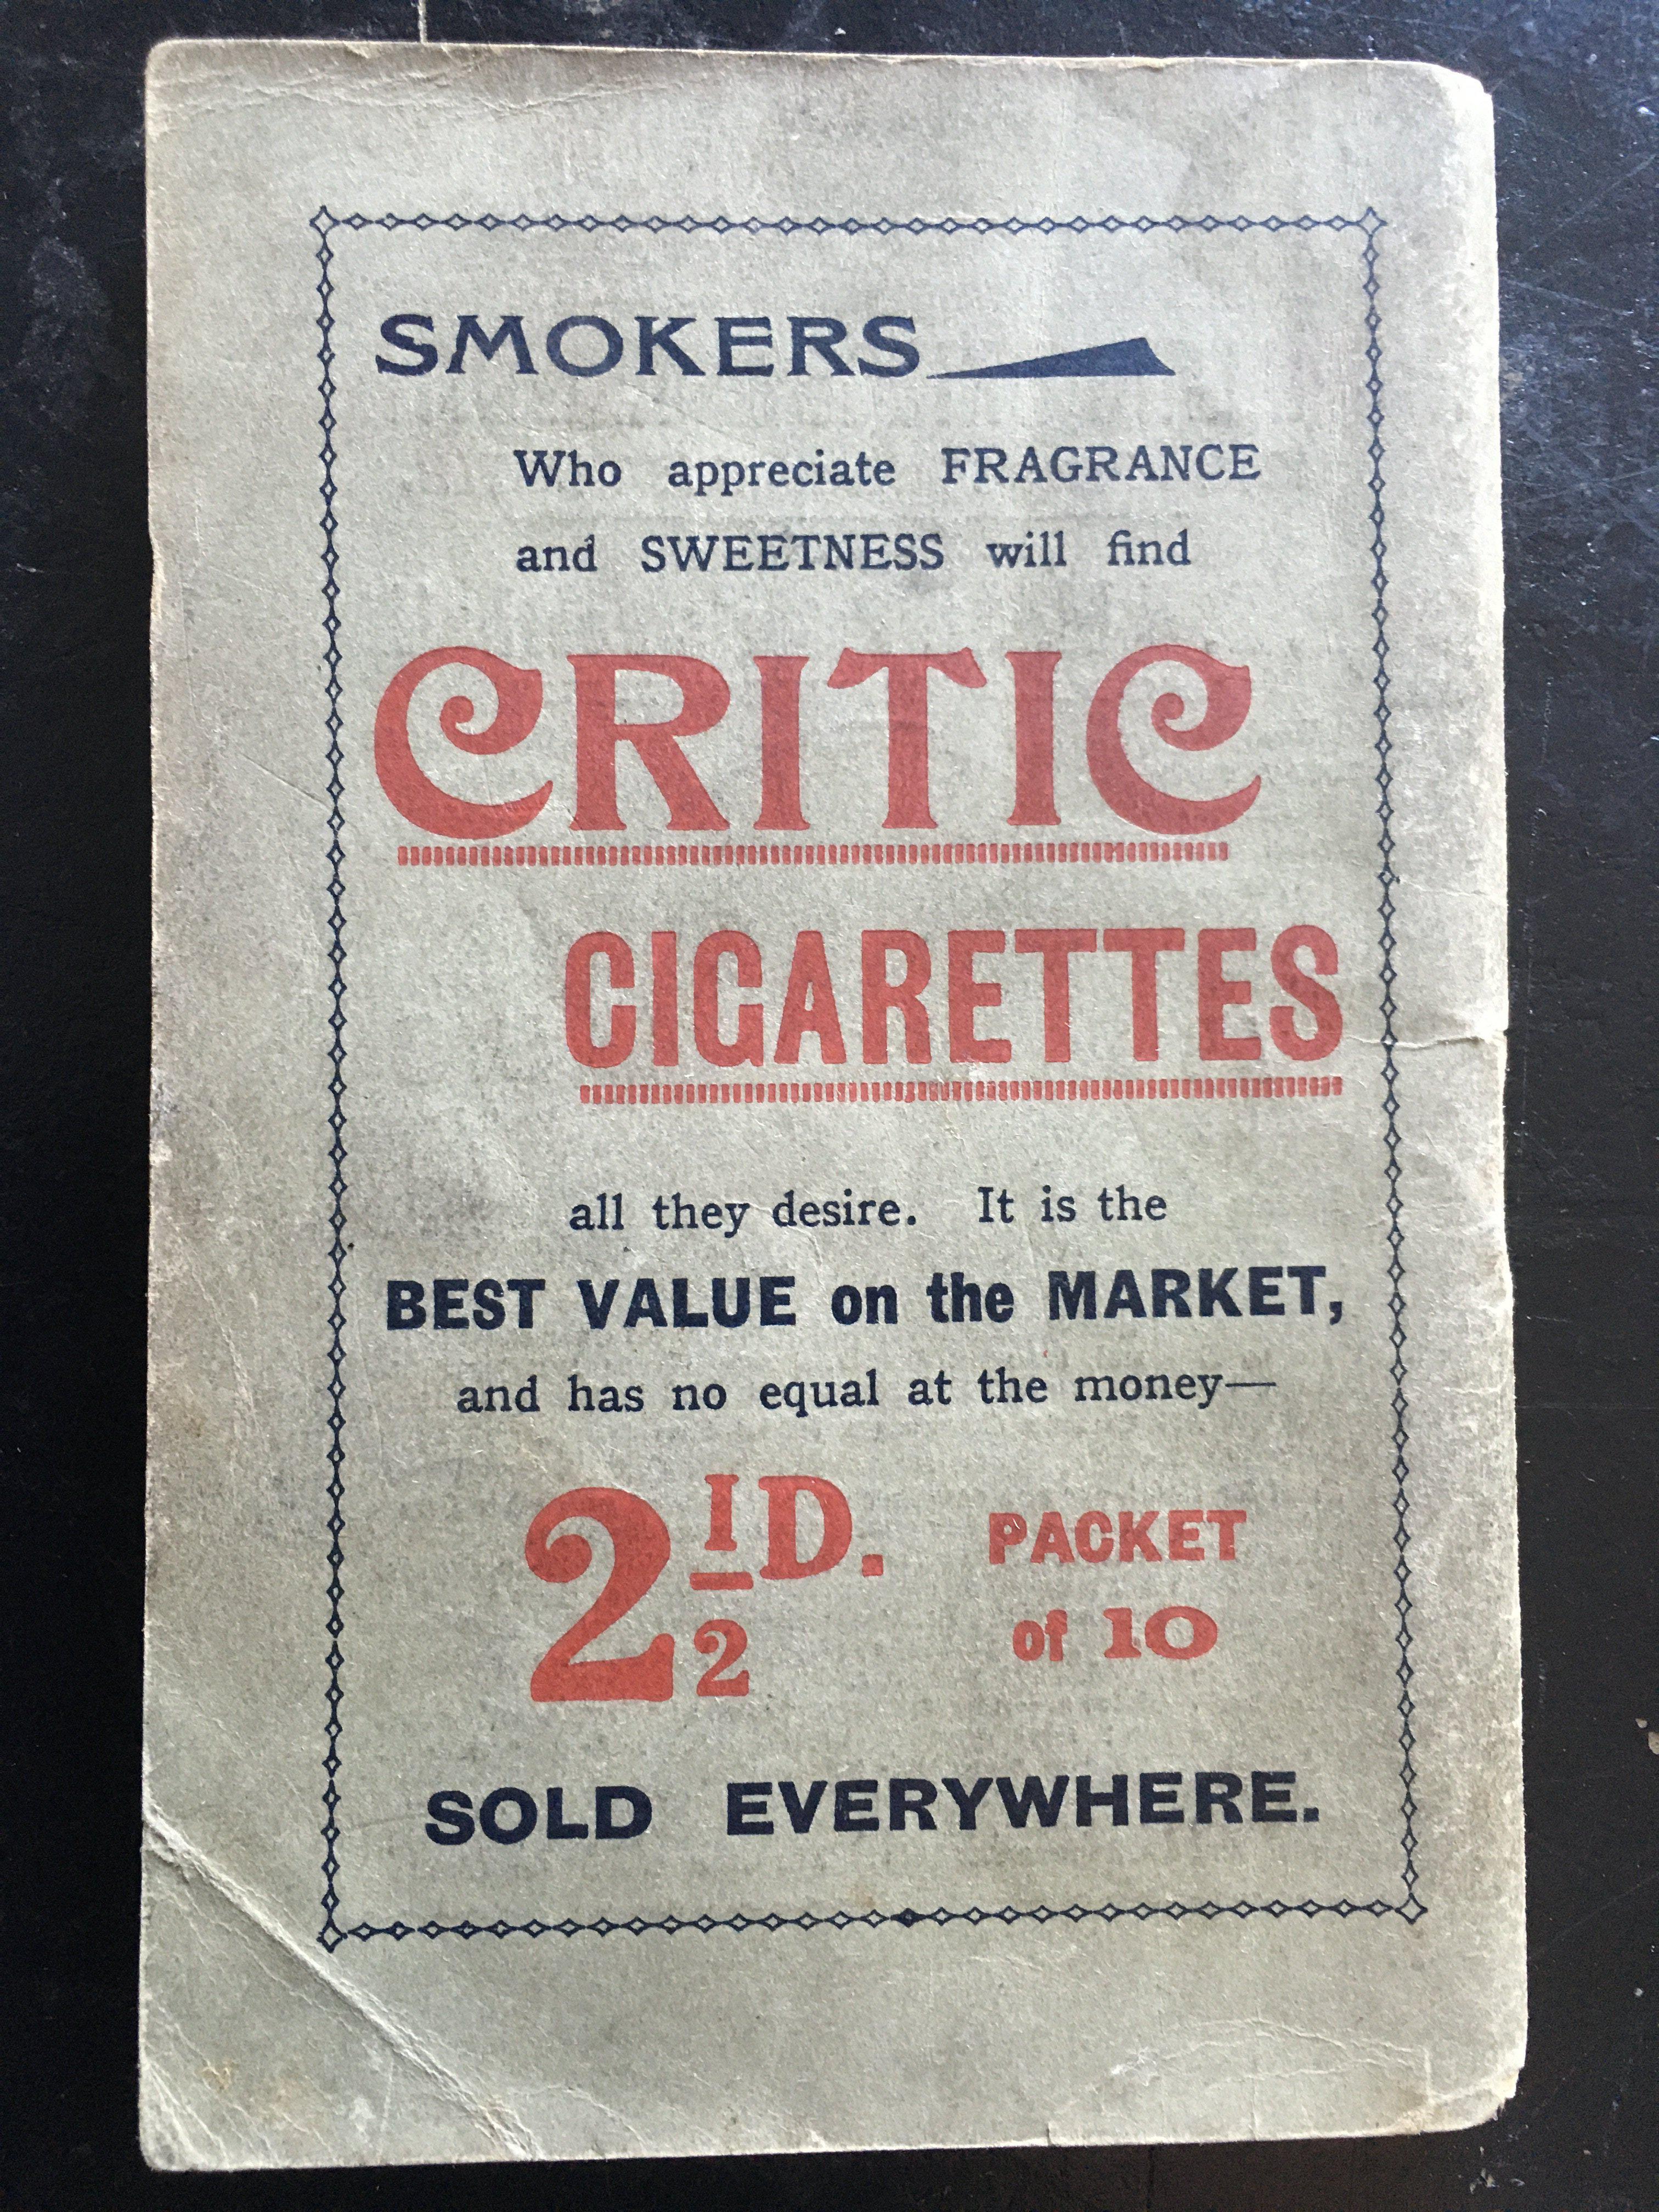 SMOKERS
Who appreciate FRAGRANCE
and SWEETNESS will find
CRITIC
CIGARETTES
all they desire. It is the
BEST VALUE on the MARKET,
and has no equal at the money—
2½D. PACKET
of 10
SOLD EVERYWHERE.